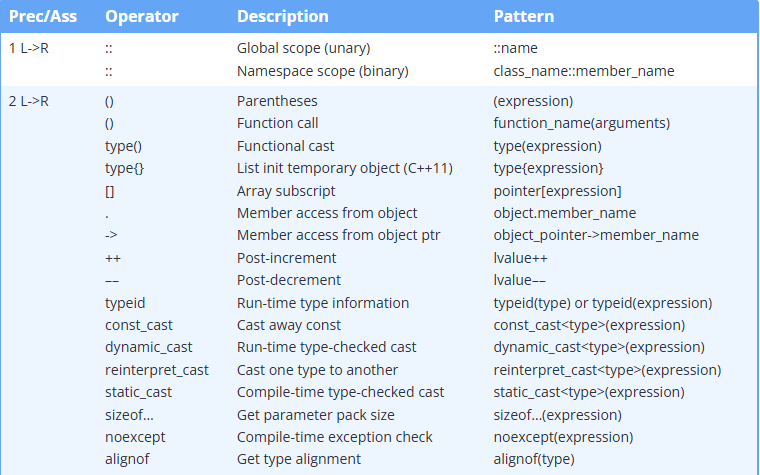 Prec/Ass Operator Description Pattern
1 L->R :: Global scope (unary) ::name
:: Namespace scope (binary) class_name::member_name
2 L->R () Parentheses (expression)
() Function call function_name(arguments)
type() Functional cast type(expression)
type{} List init temporary object (C++11) type{expression}
[] Array subscript pointer[expression]
. Member access from object object.member_name
-> Member access from object ptr object_pointer->member_name
++ Post-increment lvalue++
–– Post-decrement lvalue––
typeid Run-time type information typeid(type) or typeid(expression)
const_cast Cast away const const_cast<type>(expression)
dynamic_cast Run-time type-checked cast dynamic_cast<type>(expression)
reinterpret_cast Cast one type to another reinterpret_cast<type>(expression)
static_cast Compile-time type-checked cast static_cast<type>(expression)
sizeof... Get parameter pack size sizeof...(expression)
noexcept Compile-time exception check noexcept(expression)
alignof Get type alignment alignof(type)